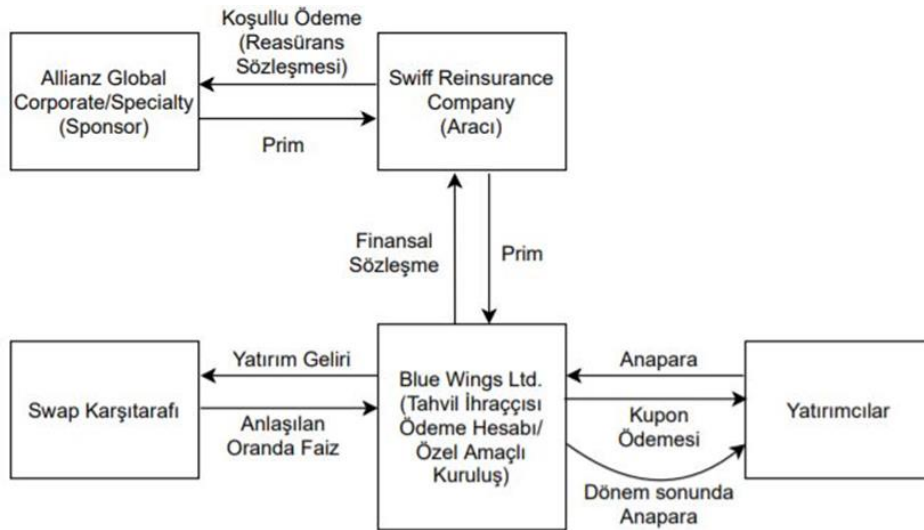 Koşullu Ödeme
(Reasürans
Sözleşmesi)
Allianz Global
Corporate/Specialty
(Sponsor)
Swiff Reinsurance
Company
(Aracı)
Prim
Finansal
Sözleşme
Prim
Swap Karşıtarafı
Yatırım Geliri
Anlaşılan
Oranda Faiz
Blue Wings Ltd.
(Tahvil İhraççısı
Ödeme Hesabı/
Özel Amaçlı
Kuruluş)
Anapara
Kupon
Ödemesi
Dönem sonunda
Anapara
Yatırımcılar